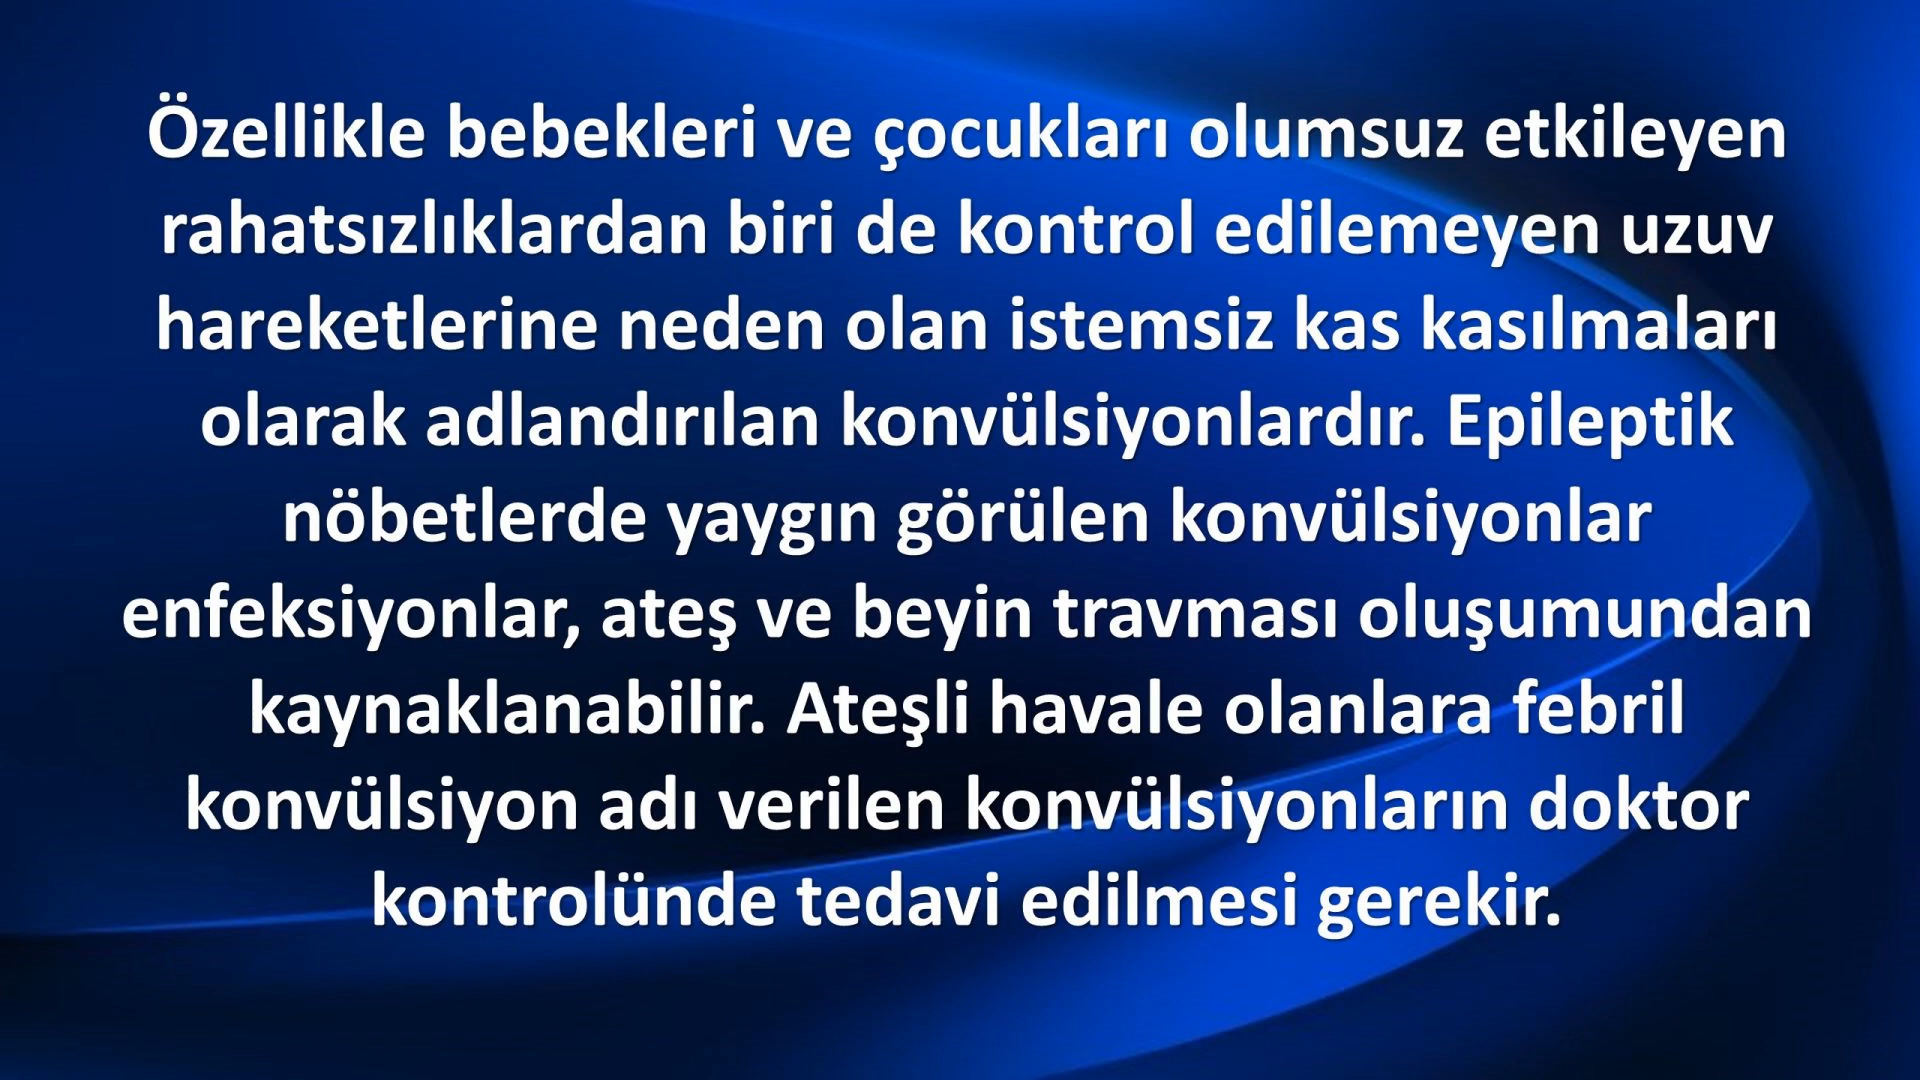 Özellikle bebekleri ve çocukları olumsuz etkileyen
rahatsızlıklardan biri de kontrol edilemeyen uzuv
hareketlerine neden olan istemsiz kas kasılmaları
olarak adlandırılan konvülsiyonlardır. Epileptik
nöbetlerde yaygın görülen konvülsiyonlar
enfeksiyonlar, ateş ve beyin travması oluşumundan
kaynaklanabilir. Ateşli havale olanlara febril
konvülsiyon adı verilen konvülsiyonların doktor
kontrolünde tedavi edilmesi gerekir.